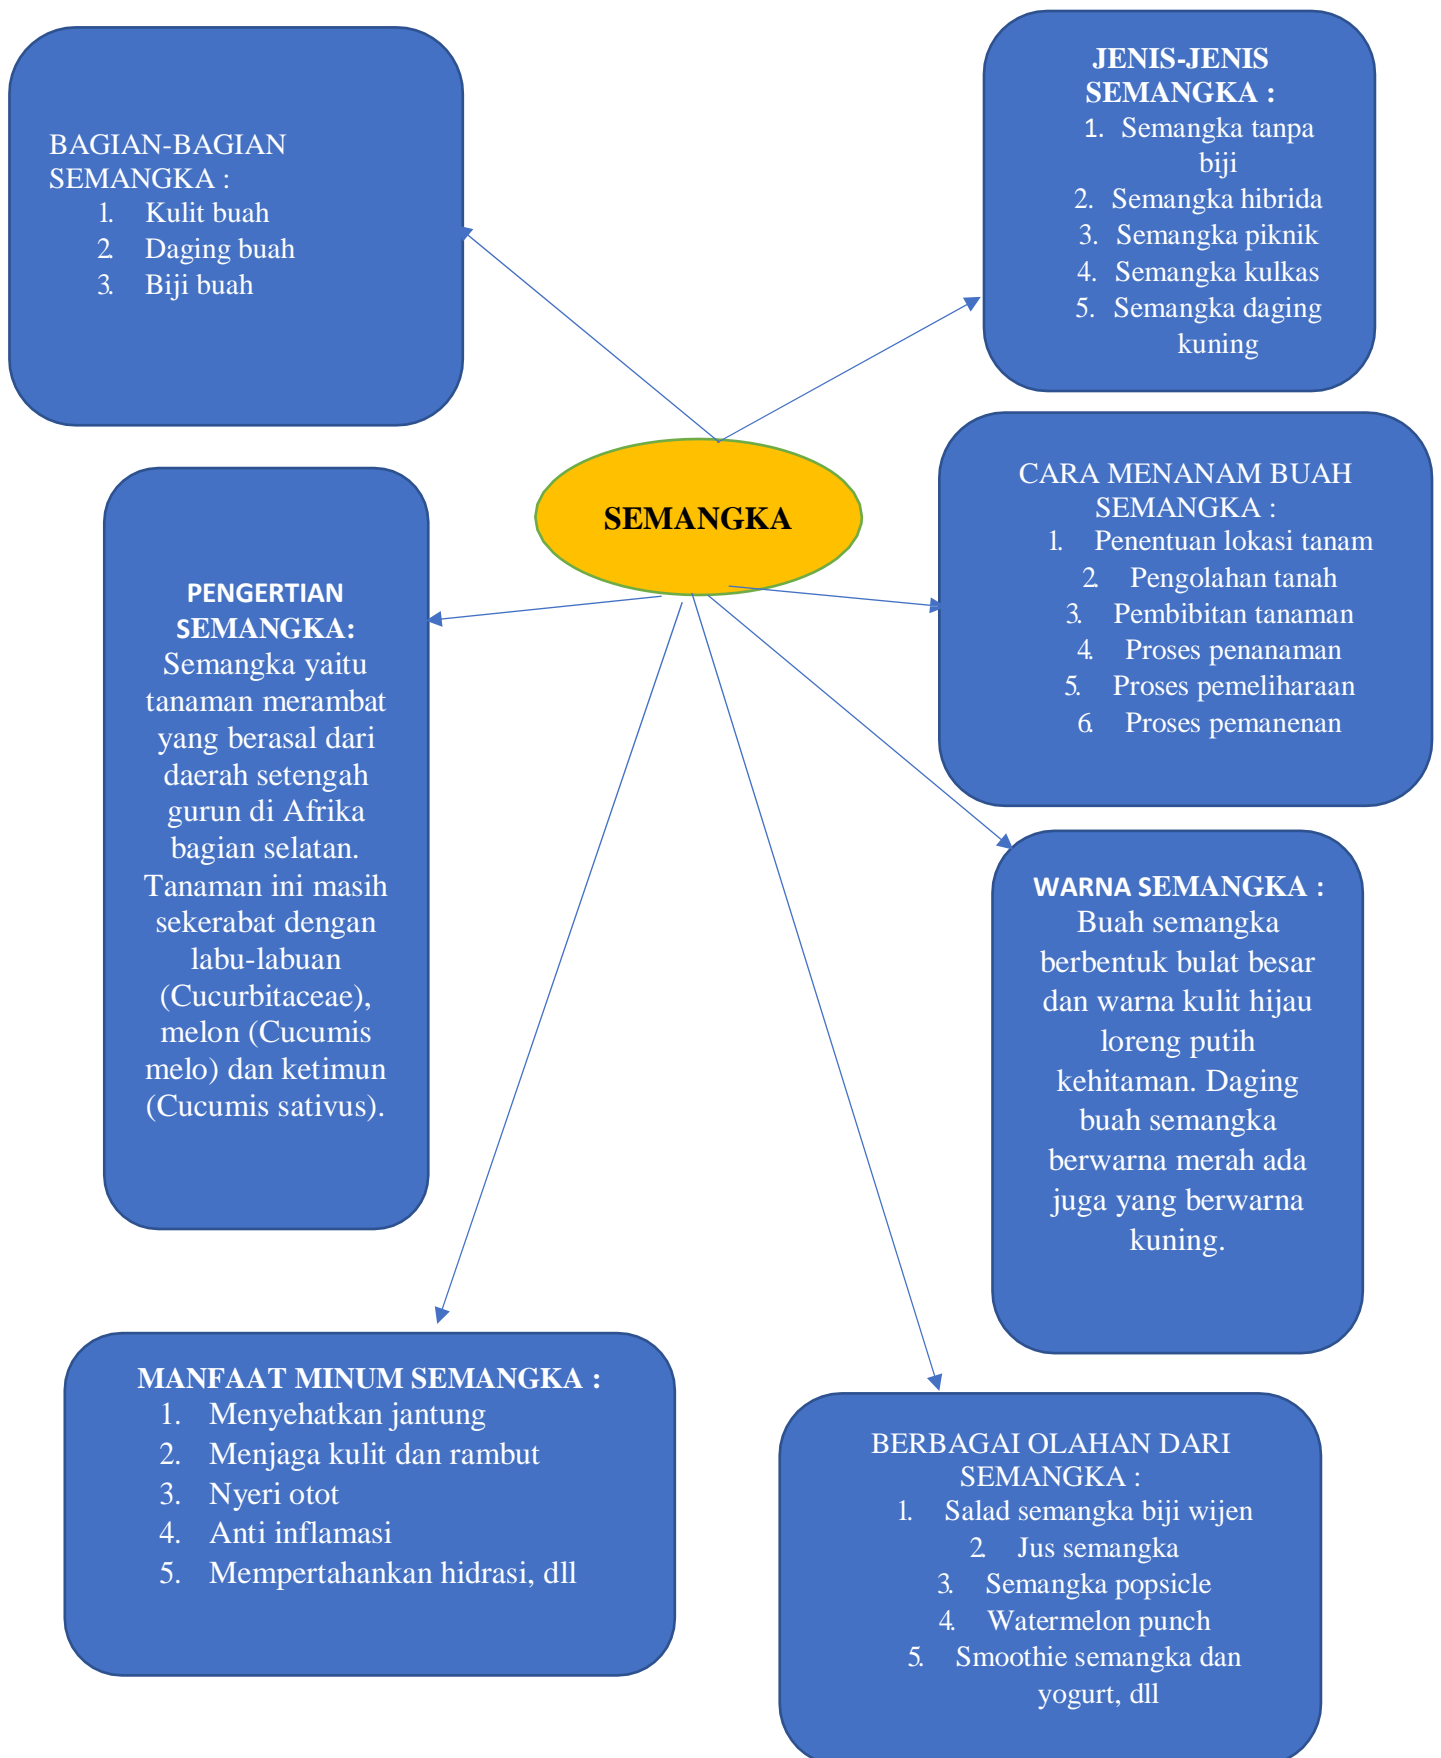 BAGIAN-BAGIAN
SEMANGKA :
1. Kulit buah
2. Daging buah
3. Biji buah
JENIS-JENIS
SEMANGKA :
1. Semangka tanpa
biji
2. Semangka hibrida
3. Semangka piknik
4. Semangka kulkas
5. Semangka daging
kuning
SEMANGKA
CARA MENANAM BUAH
SEMANGKA :
1. Penentuan lokasi tanam
2. Pengolahan tanah
3. Pembibitan tanaman
4. Proses penanaman
5. Proses pemeliharaan
6. Proses pemanenan
PENGERTIAN
SEMANGKA:
Semangka yaitu
tanaman merambat
yang berasal dari
daerah setengah
gurun di Afrika
bagian selatan.
Tanaman ini masih
sekerabat dengan
labu-labuan
(Cucurbitaceae),
melon (Cucumis
melo) dan ketimun
(Cucumis sativus).
WARNA SEMANGKA :
Buah semangka
berbentuk bulat besar
dan warna kulit hijau
loreng putih
kehitaman. Daging
buah semangka
berwarna merah ada
juga yang berwarna
kuning.
MANFAAT MINUM SEMANGKA :
1. Menyehatkan jantung
2. Menjaga kulit dan rambut
3. Nyeri otot
4. Anti inflamasi
5. Mempertahankan hidrasi, dll
BERBAGAI OLAHAN DARI
SEMANGKA :
1. Salad semangka biji wijen
2. Jus semangka
3. Semangka popsicle
4. Watermelon punch
5. Smoothie semangka dan
yogurt, dll